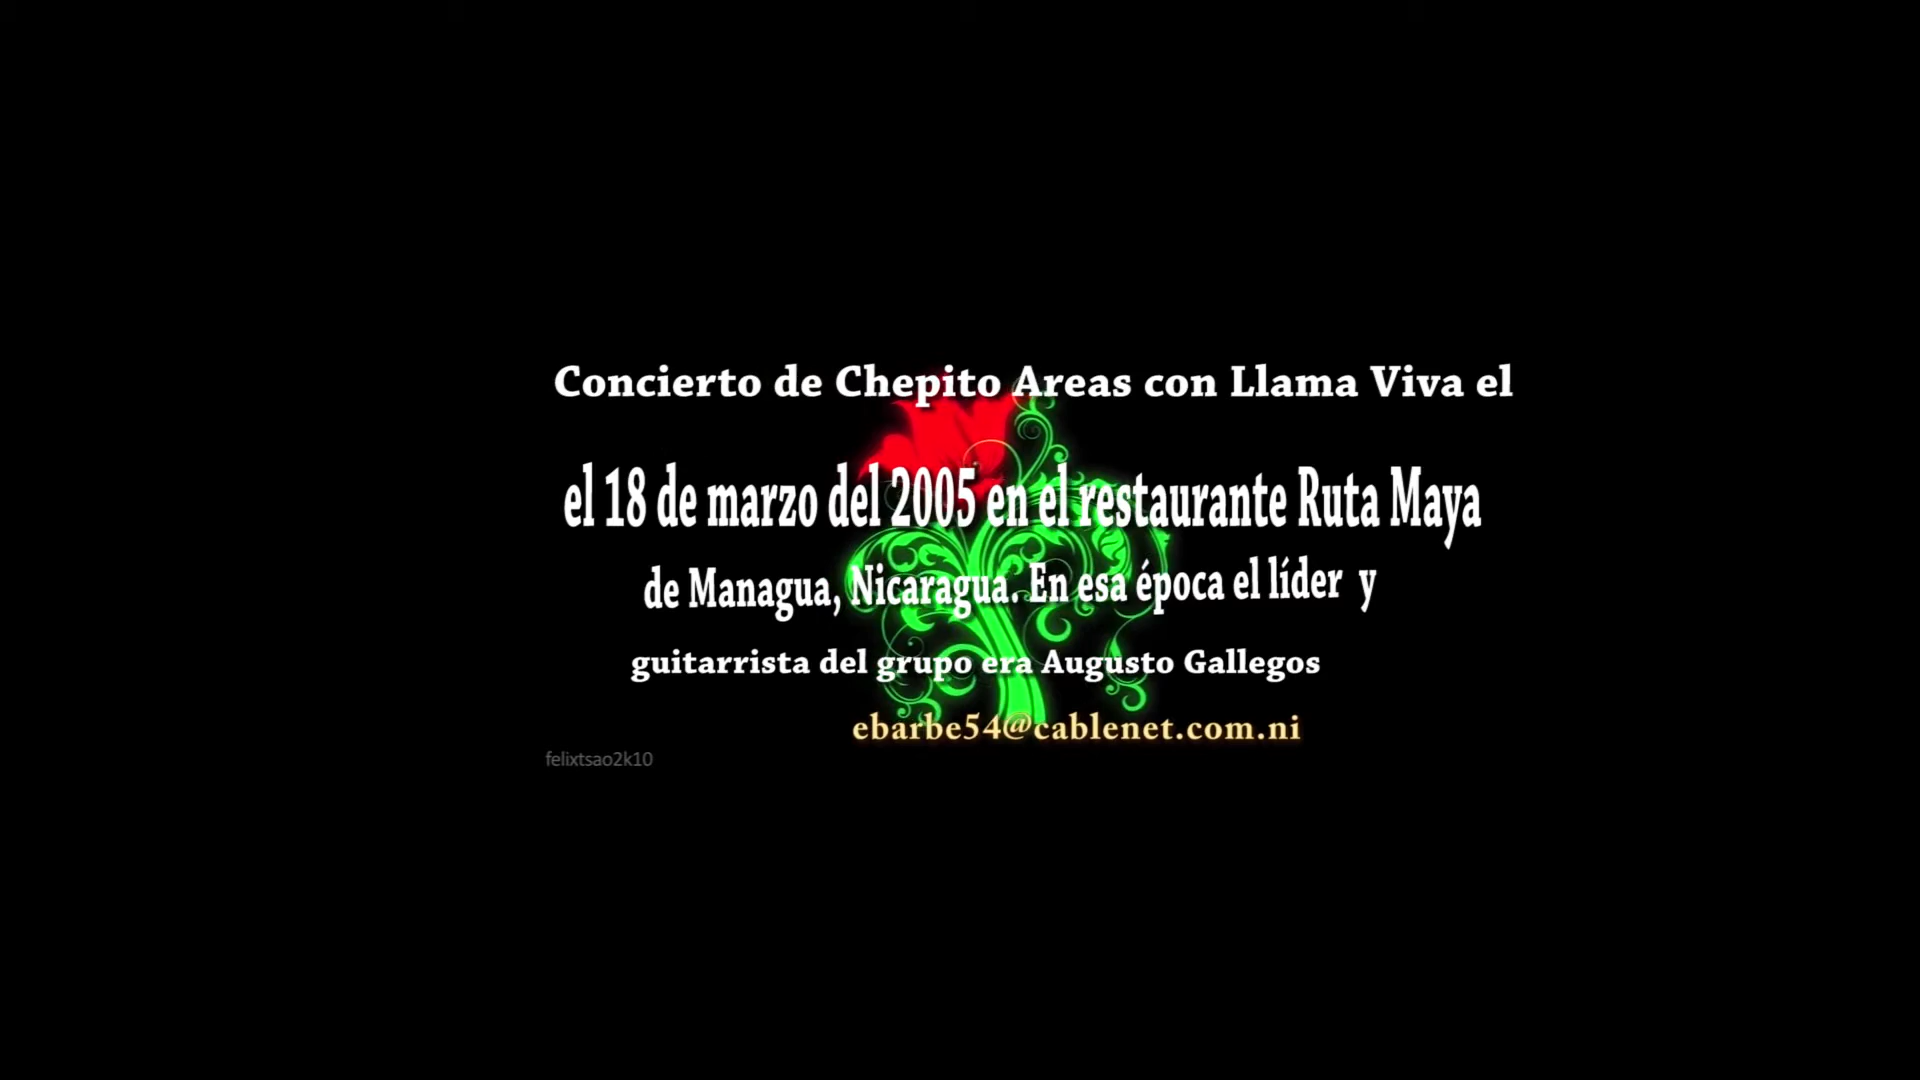 Concierto de Chepito Areas con Llama Viva el
el 18 de marzo del 2005 en el restaurante Ruta Maya
de Managua, Nicaragua. En esa época el líder y
guitarrista del grupo era Augusto Gallegos
ebarbe54@cablenet.com.ni
felixtsao2k10